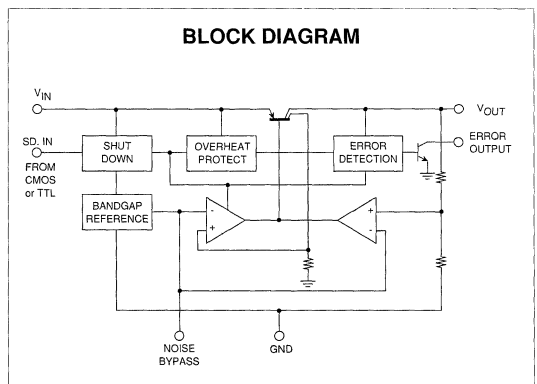 BLOCK DIAGRAM
VIN
VOUT
SD. IN
SHUT
DOWN
OVERHEAT
PROTECT
ERROR
DETECTION
ERROR
OUTPUT
FROM
CMOS
or TTL
BANDGAP
REFERENCE
-
+
+
-
NOISE
BYPASS
GND